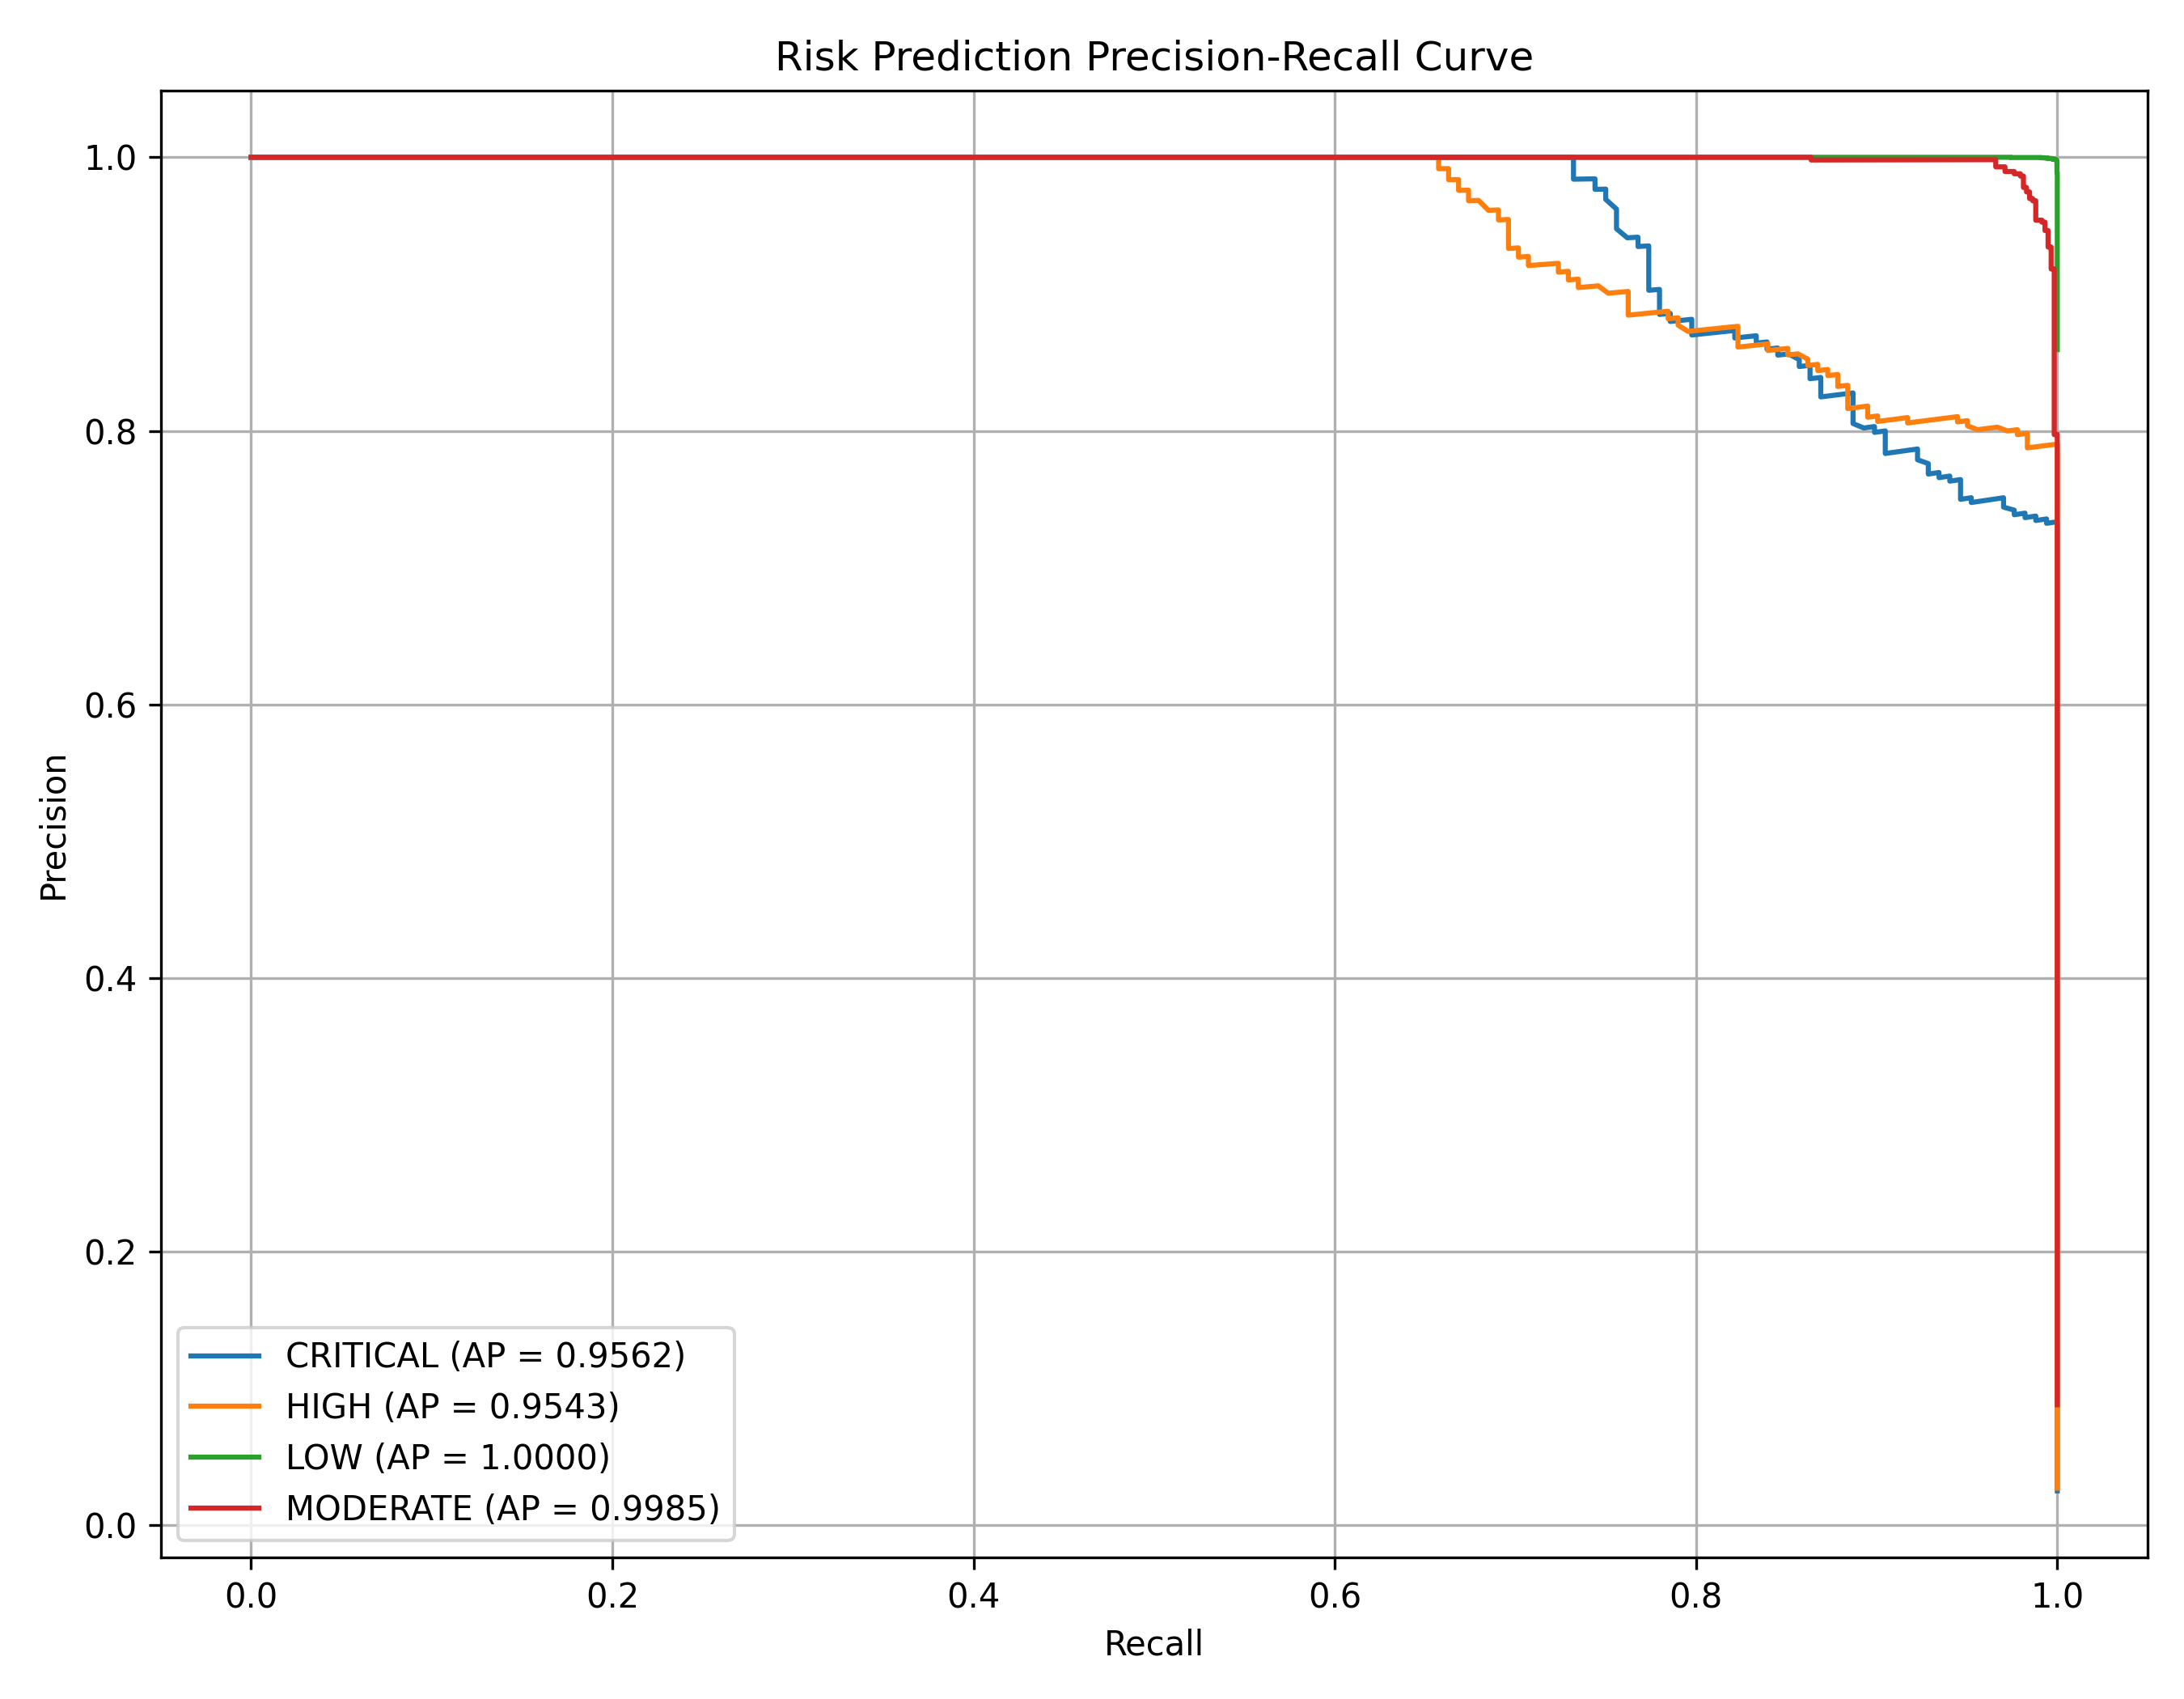 Risk Prediction Precision-Recall Curve
1.0
0.8
0.6
0.4
0.2
0.0
Precision
CRITICAL (AP = 0.9562)
HIGH (AP = 0.9543)
LOW (AP = 1.0000)
MODERATE (AP = 0.9985)
0.0 0.2 0.4 0.6 0.8 1.0
Recall